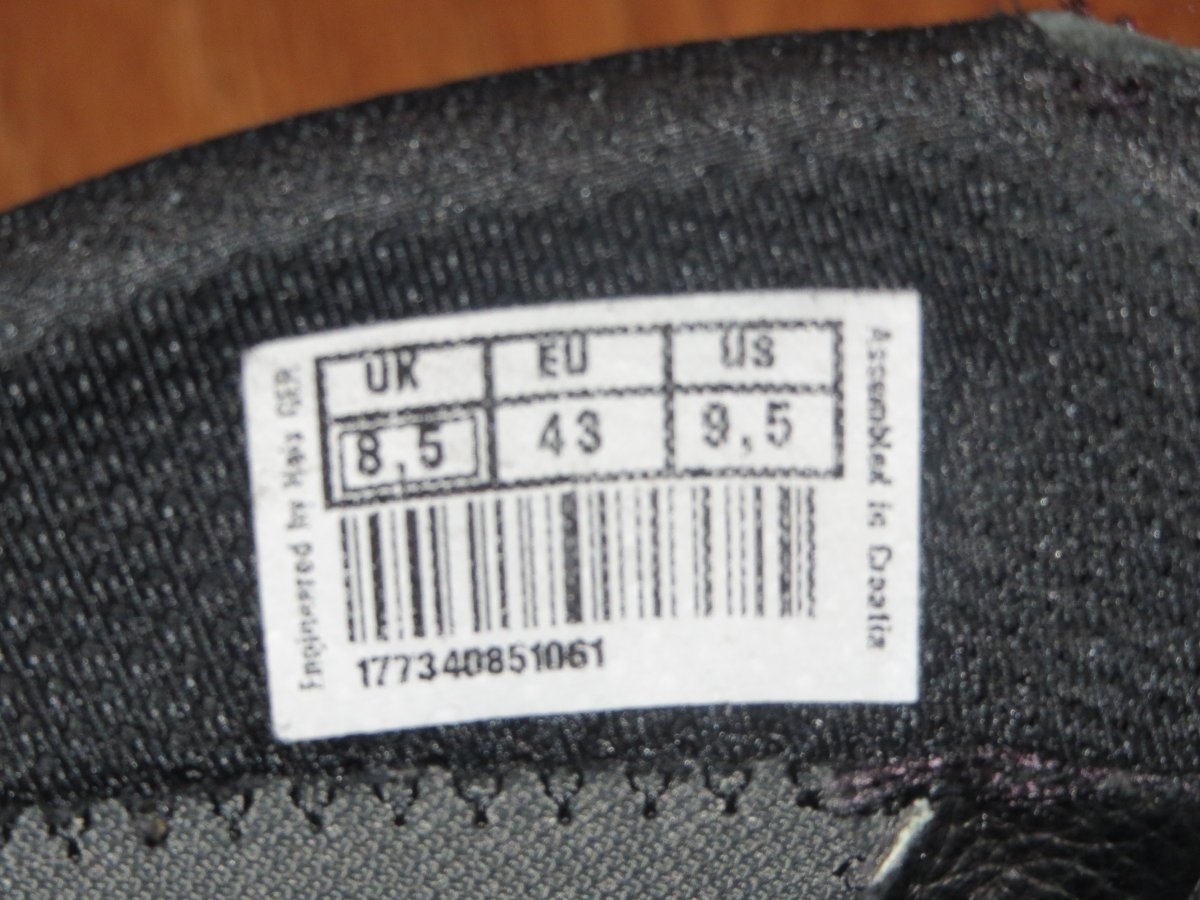 UK EU US
8,5 43 9,5
177340851061
Engineered by Haix GER
Assembled in Croatia